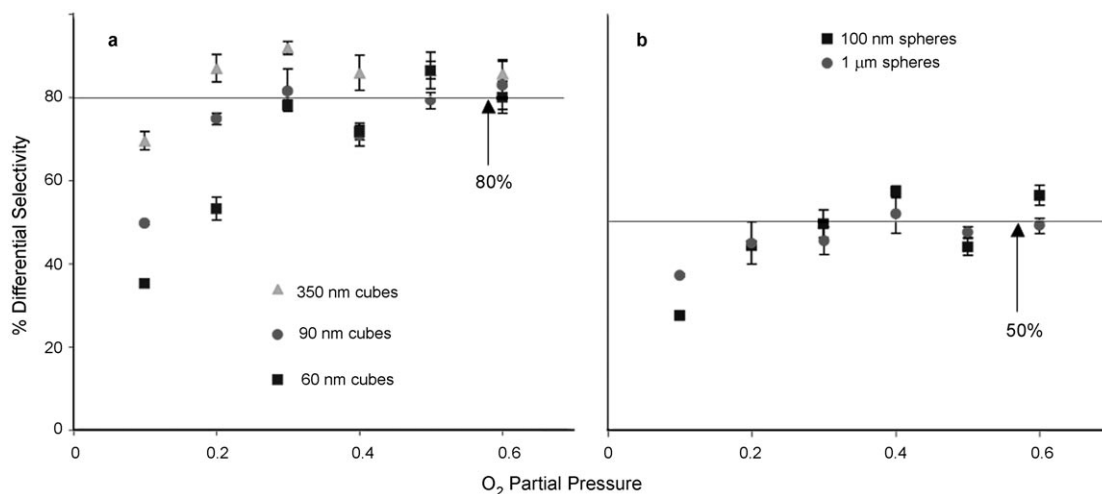 a
% Differential Selectivity
80
60
40
20
0
80%
350 nm cubes
90 nm cubes
60 nm cubes
0 0.2 0.4 0.6
b
100 nm spheres
1 μm spheres
50%
0 0.2 0.4 0.6
O₂ Partial Pressure